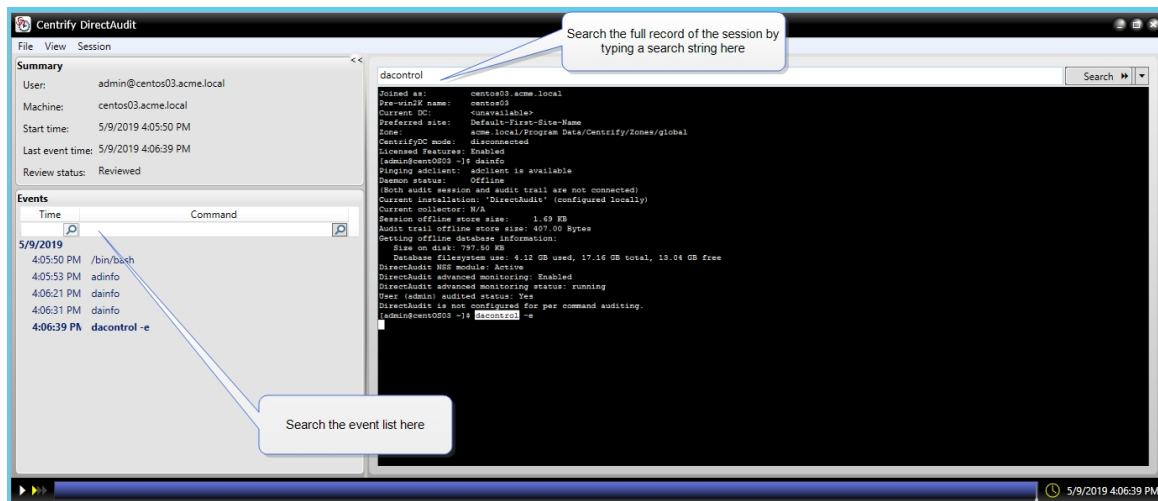 Centrify DirectAudit
File View Session
Search the full record of the session by
typing a search string here
Summary
<<
User: admin@centos03.acme.local
Machine: centos03.acme.local
Start time: 5/9/2019 4:05:50 PM
Last event time: 5/9/2019 4:06:39 PM
Review status: Reviewed
Events
Time Command
5/9/2019
4:05:50 PM /bin/bash
4:05:53 PM adinfo
4:06:21 PM dainfo
4:06:31 PM dainfo
4:06:39 PM dacontrol -e
Search the event list here
dacontrol
Search
Joined as: centos03.acme.local
Pre-win2K name: centos03
Current DC: <unavailable>
Preferred site: Default-First-Site-Name
Zone: acme.local/Program Data/Centrify/Zones/global
CentrifyDC mode: disconnected
Licensed Features: Enabled
[admin@centOS03 ~]$ dainfo
Pinging adclient: adclient is available
Daemon status: Offline
(Both audit session and audit trail are not connected)
Current installation: 'DirectAudit' (configured locally)
Current collector: N/A
Session offline store size: 1.69 KB
Audit trail offline store size: 407.00 Bytes
Getting offline database information:
Size on disk: 797.50 KB
Database filesystem use: 4.12 GB used, 17.16 GB total, 13.04 GB free
DirectAudit NSS module: Active
DirectAudit advanced monitoring: Enabled
DirectAudit advanced monitoring status: running
User (admin) audited status: Yes
DirectAudit is not configured for per command auditing.
[admin@centOS03 ~]$ dacontrol -e
5/9/2019 4:06:39 PM